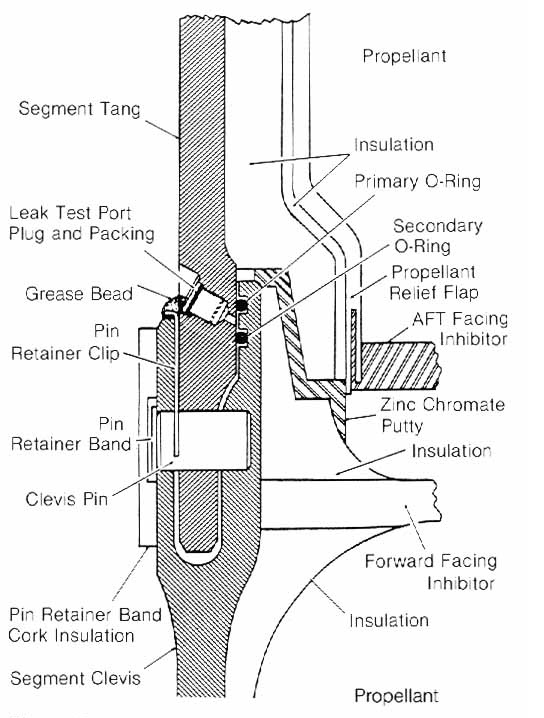 Propellant
Segment Tang
Insulation
Primary O-Ring
Leak Test Port
Plug and Packing
Secondary
O-Ring
Propellant
Relief Flap
Grease Bead
AFT Facing
Inhibitor
Pin
Retainer Clip
Zinc Chromate
Putty
Pin
Retainer Band
Insulation
Clevis Pin
Forward Facing
Inhibitor
Pin Retainer Band
Cork Insulation
Insulation
Segment Clevis
Propellant